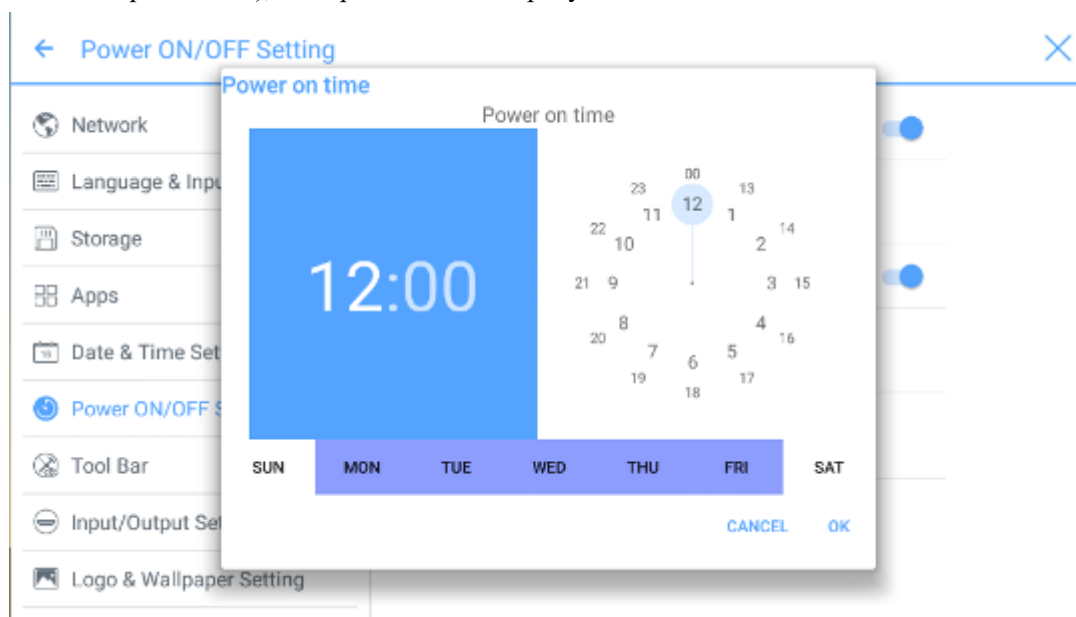 ← Power ON/OFF Setting
Power on time
Power on time
Network
Language & Inpu
Storage
Apps
Date & Time Set
Power ON/OFF S
Tool Bar
Input/Output Set
Logo & Wallpaper Setting
12:00
00
23 13
12
11 1
22 14
10 2
21 9 3 15
8 4
20 16
7 5
6
19 17
18
SUN MON TUE WED THU FRI SAT
CANCEL OK